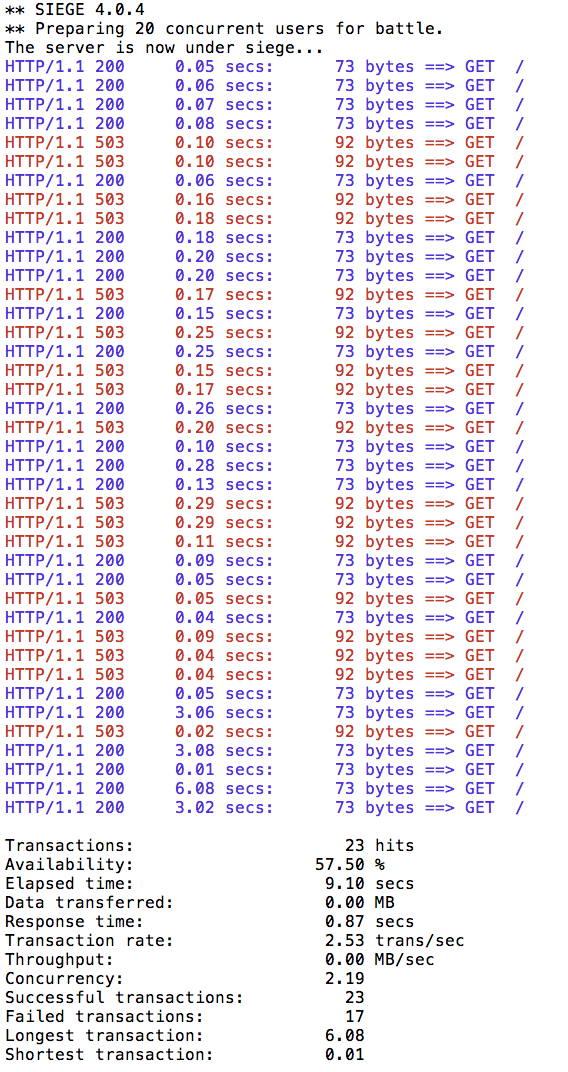 ** SIEGE 4.0.4
** Preparing 20 concurrent users for battle.
The server is now under siege...
HTTP/1.1 200     0.05 secs:      73 bytes ==> GET  /
HTTP/1.1 200     0.06 secs:      73 bytes ==> GET  /
HTTP/1.1 200     0.07 secs:      73 bytes ==> GET  /
HTTP/1.1 200     0.08 secs:      73 bytes ==> GET  /
HTTP/1.1 503     0.10 secs:      92 bytes ==> GET  /
HTTP/1.1 503     0.10 secs:      92 bytes ==> GET  /
HTTP/1.1 200     0.06 secs:      73 bytes ==> GET  /
HTTP/1.1 503     0.16 secs:      92 bytes ==> GET  /
HTTP/1.1 503     0.18 secs:      92 bytes ==> GET  /
HTTP/1.1 200     0.18 secs:      73 bytes ==> GET  /
HTTP/1.1 200     0.20 secs:      73 bytes ==> GET  /
HTTP/1.1 200     0.20 secs:      73 bytes ==> GET  /
HTTP/1.1 503     0.17 secs:      92 bytes ==> GET  /
HTTP/1.1 200     0.15 secs:      73 bytes ==> GET  /
HTTP/1.1 503     0.25 secs:      92 bytes ==> GET  /
HTTP/1.1 200     0.25 secs:      73 bytes ==> GET  /
HTTP/1.1 503     0.15 secs:      92 bytes ==> GET  /
HTTP/1.1 503     0.17 secs:      92 bytes ==> GET  /
HTTP/1.1 200     0.26 secs:      73 bytes ==> GET  /
HTTP/1.1 503     0.20 secs:      92 bytes ==> GET  /
HTTP/1.1 200     0.10 secs:      73 bytes ==> GET  /
HTTP/1.1 200     0.28 secs:      73 bytes ==> GET  /
HTTP/1.1 200     0.13 secs:      73 bytes ==> GET  /
HTTP/1.1 503     0.29 secs:      92 bytes ==> GET  /
HTTP/1.1 503     0.29 secs:      92 bytes ==> GET  /
HTTP/1.1 503     0.11 secs:      92 bytes ==> GET  /
HTTP/1.1 200     0.09 secs:      73 bytes ==> GET  /
HTTP/1.1 200     0.05 secs:      73 bytes ==> GET  /
HTTP/1.1 503     0.05 secs:      92 bytes ==> GET  /
HTTP/1.1 200     0.04 secs:      73 bytes ==> GET  /
HTTP/1.1 503     0.09 secs:      92 bytes ==> GET  /
HTTP/1.1 503     0.04 secs:      92 bytes ==> GET  /
HTTP/1.1 503     0.04 secs:      92 bytes ==> GET  /
HTTP/1.1 200     0.05 secs:      73 bytes ==> GET  /
HTTP/1.1 200     3.06 secs:      73 bytes ==> GET  /
HTTP/1.1 503     0.02 secs:      92 bytes ==> GET  /
HTTP/1.1 200     3.08 secs:      73 bytes ==> GET  /
HTTP/1.1 200     0.01 secs:      73 bytes ==> GET  /
HTTP/1.1 200     6.08 secs:      73 bytes ==> GET  /
HTTP/1.1 200     3.02 secs:      73 bytes ==> GET  /

Transactions:                     23 hits
Availability:                  57.50 %
Elapsed time:                   9.10 secs
Data transferred:               0.00 MB
Response time:                  0.87 secs
Transaction rate:               2.53 trans/sec
Throughput:                     0.00 MB/sec
Concurrency:                    2.19
Successful transactions:          23
Failed transactions:              17
Longest transaction:            6.08
Shortest transaction:           0.01